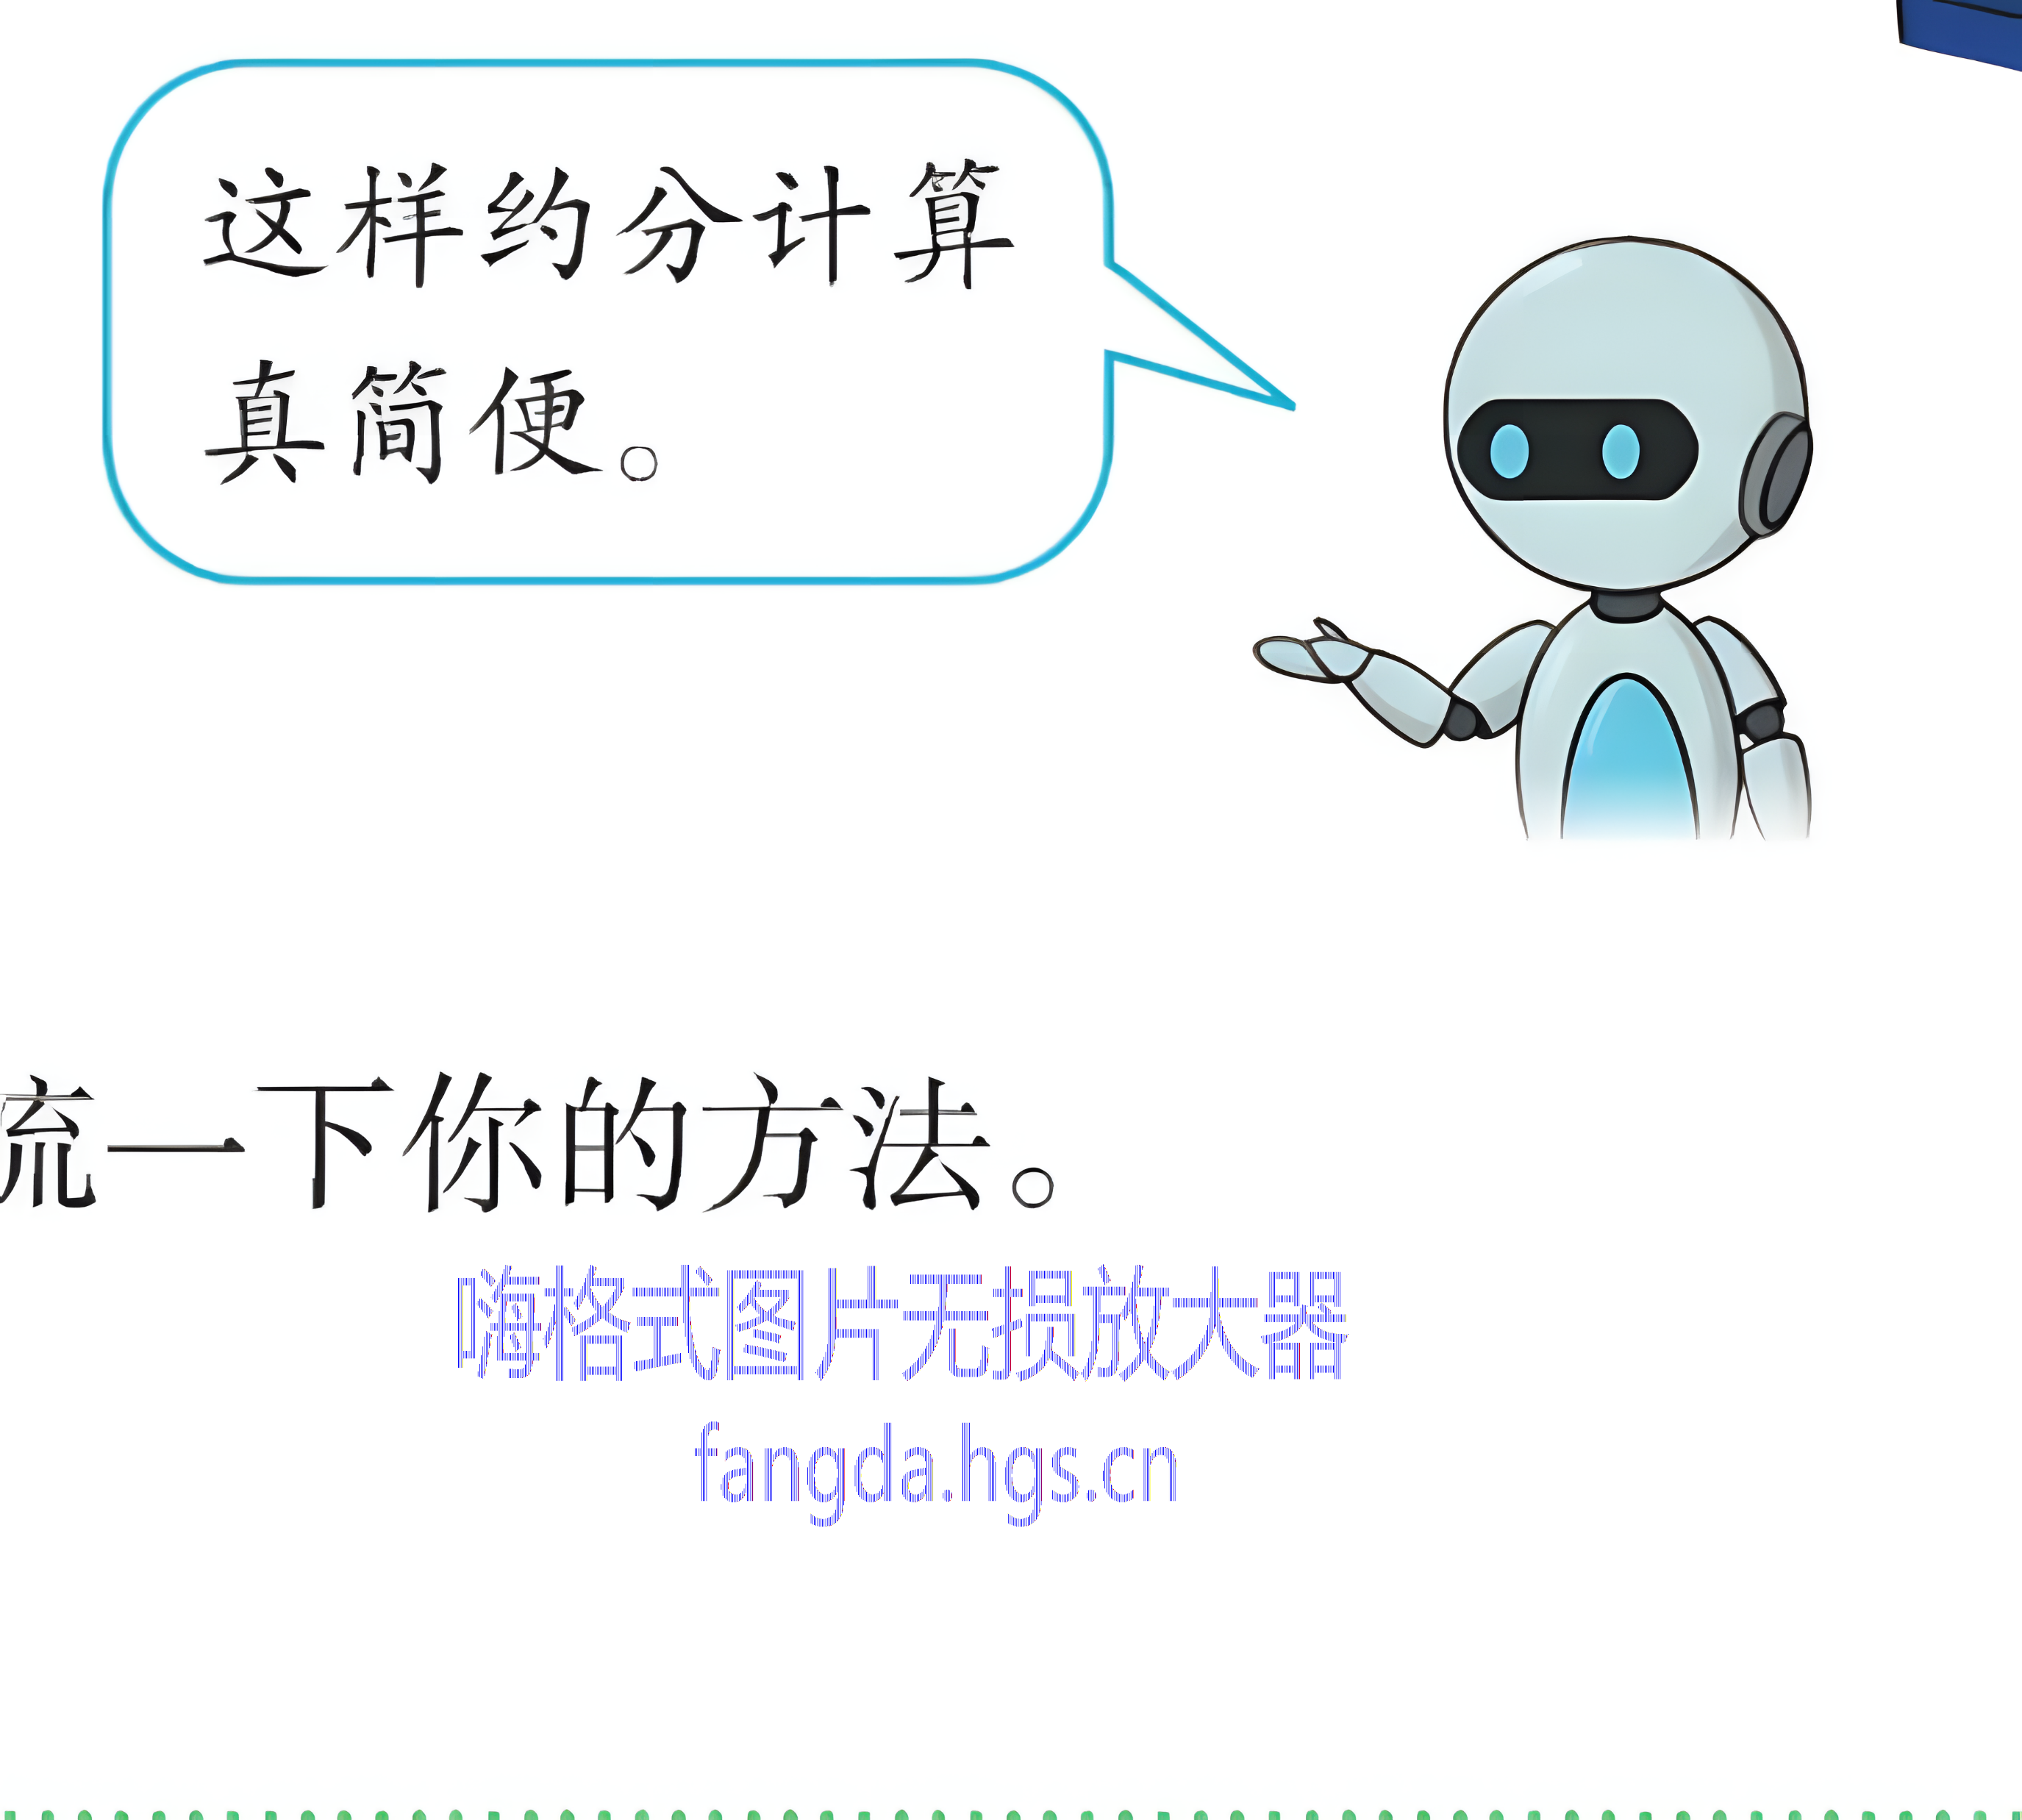 这样约分计算
真简便。
流一下你的方法。
嗨格式图片无损放大器
fangda.hgs.cn